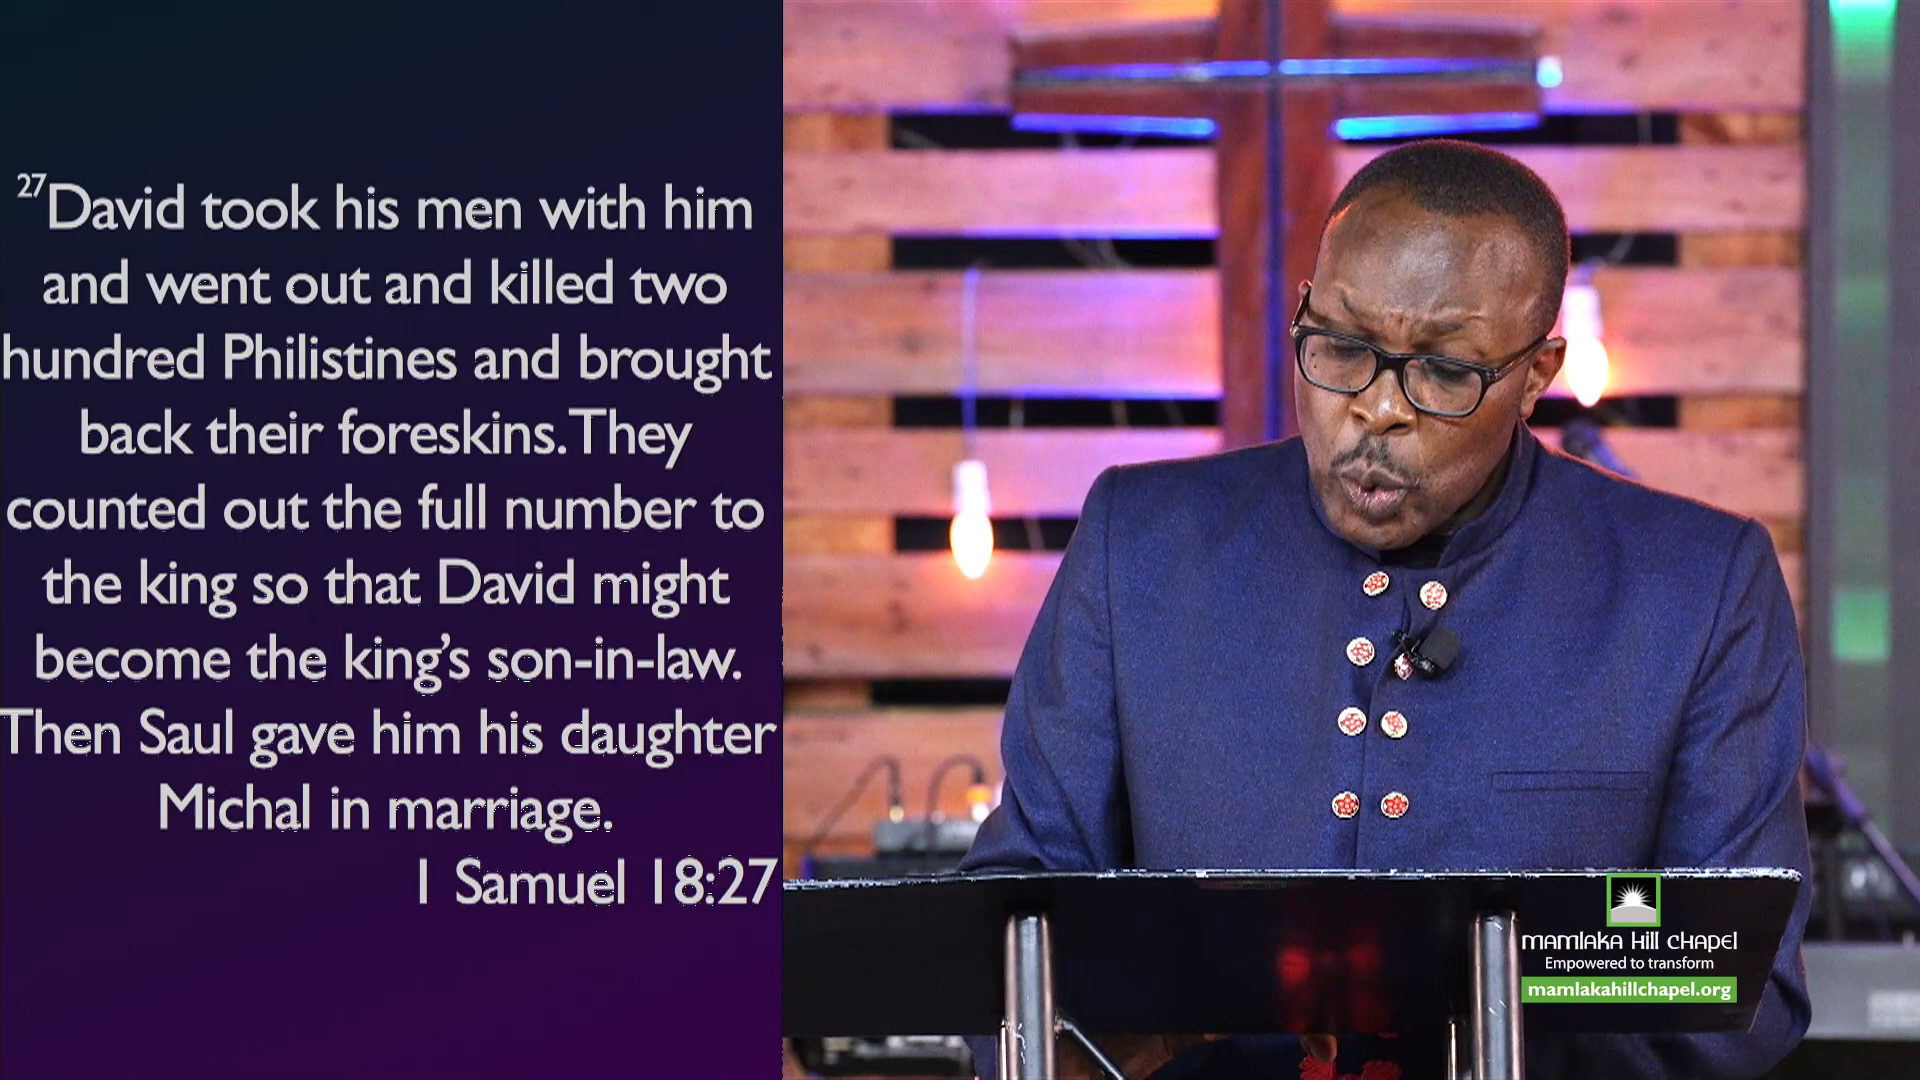 27David took his men with him
and went out and killed two
hundred Philistines and brought
back their foreskins. They
counted out the full number to
the king so that David might
become the king’s son-in-law.
Then Saul gave him his daughter
Michal in marriage.
1 Samuel 18:27
mamlaka hill chapel
Empowered to transform
mamlakahillchapel.org